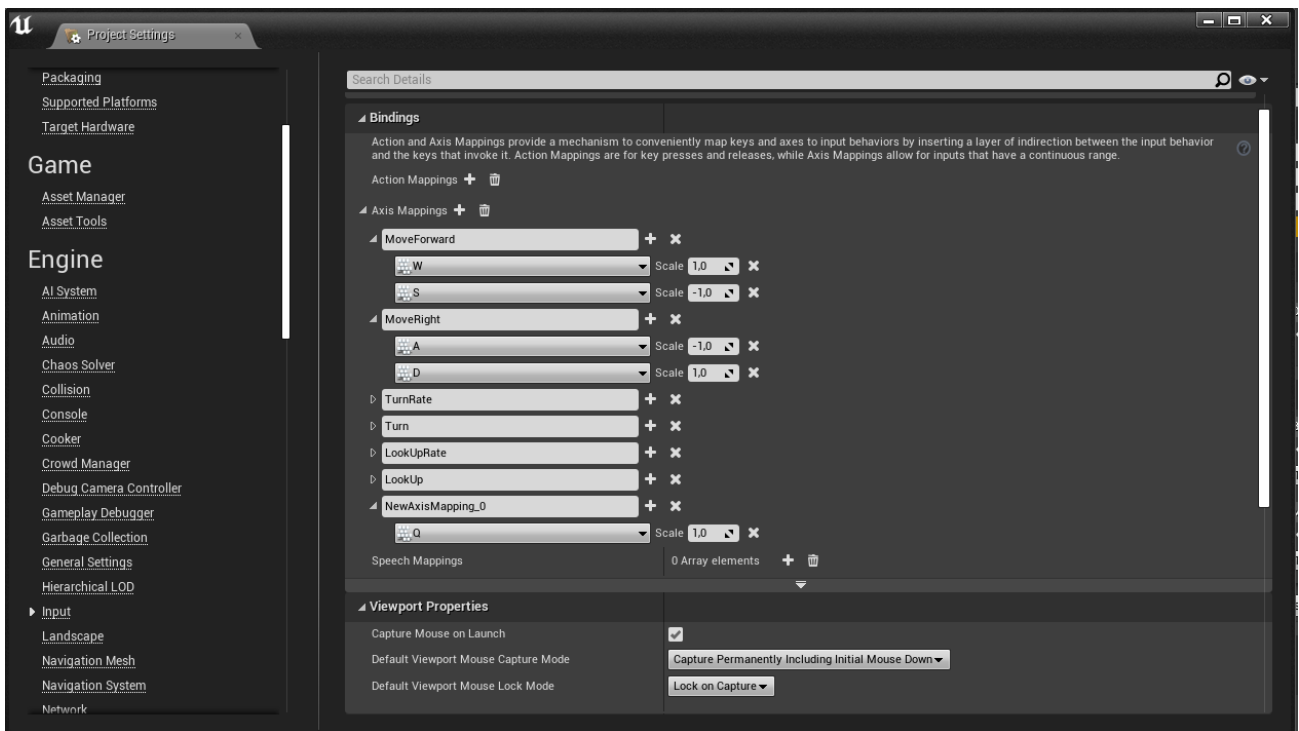 Project Settings
Packaging
Supported Platforms
Target Hardware
Game
Asset Manager
Asset Tools
Engine
AI System
Animation
Audio
Chaos Solver
Collision
Console
Cooker
Crowd Manager
Debug Camera Controller
Gameplay Debugger
Garbage Collection
General Settings
Hierarchical LOD
Input
Landscape
Navigation Mesh
Navigation System
Network
Search Details
Bindings
Action and Axis Mappings provide a mechanism to conveniently map keys and axes to input behaviors by inserting a layer of indirection between the input behavior
and the keys that invoke it. Action Mappings are for key presses and releases, while Axis Mappings allow for inputs that have a continuous range.
Action Mappings
Axis Mappings
MoveForward
W Scale 1,0
S Scale -1,0
MoveRight
A Scale -1,0
D Scale 1,0
TurnRate
Turn
LookUpRate
LookUp
NewAxisMapping_0
Q Scale 1,0
Speech Mappings 0 Array elements
Viewport Properties
Capture Mouse on Launch
Default Viewport Mouse Capture Mode Capture Permanently Including Initial Mouse Down
Default Viewport Mouse Lock Mode Lock on Capture